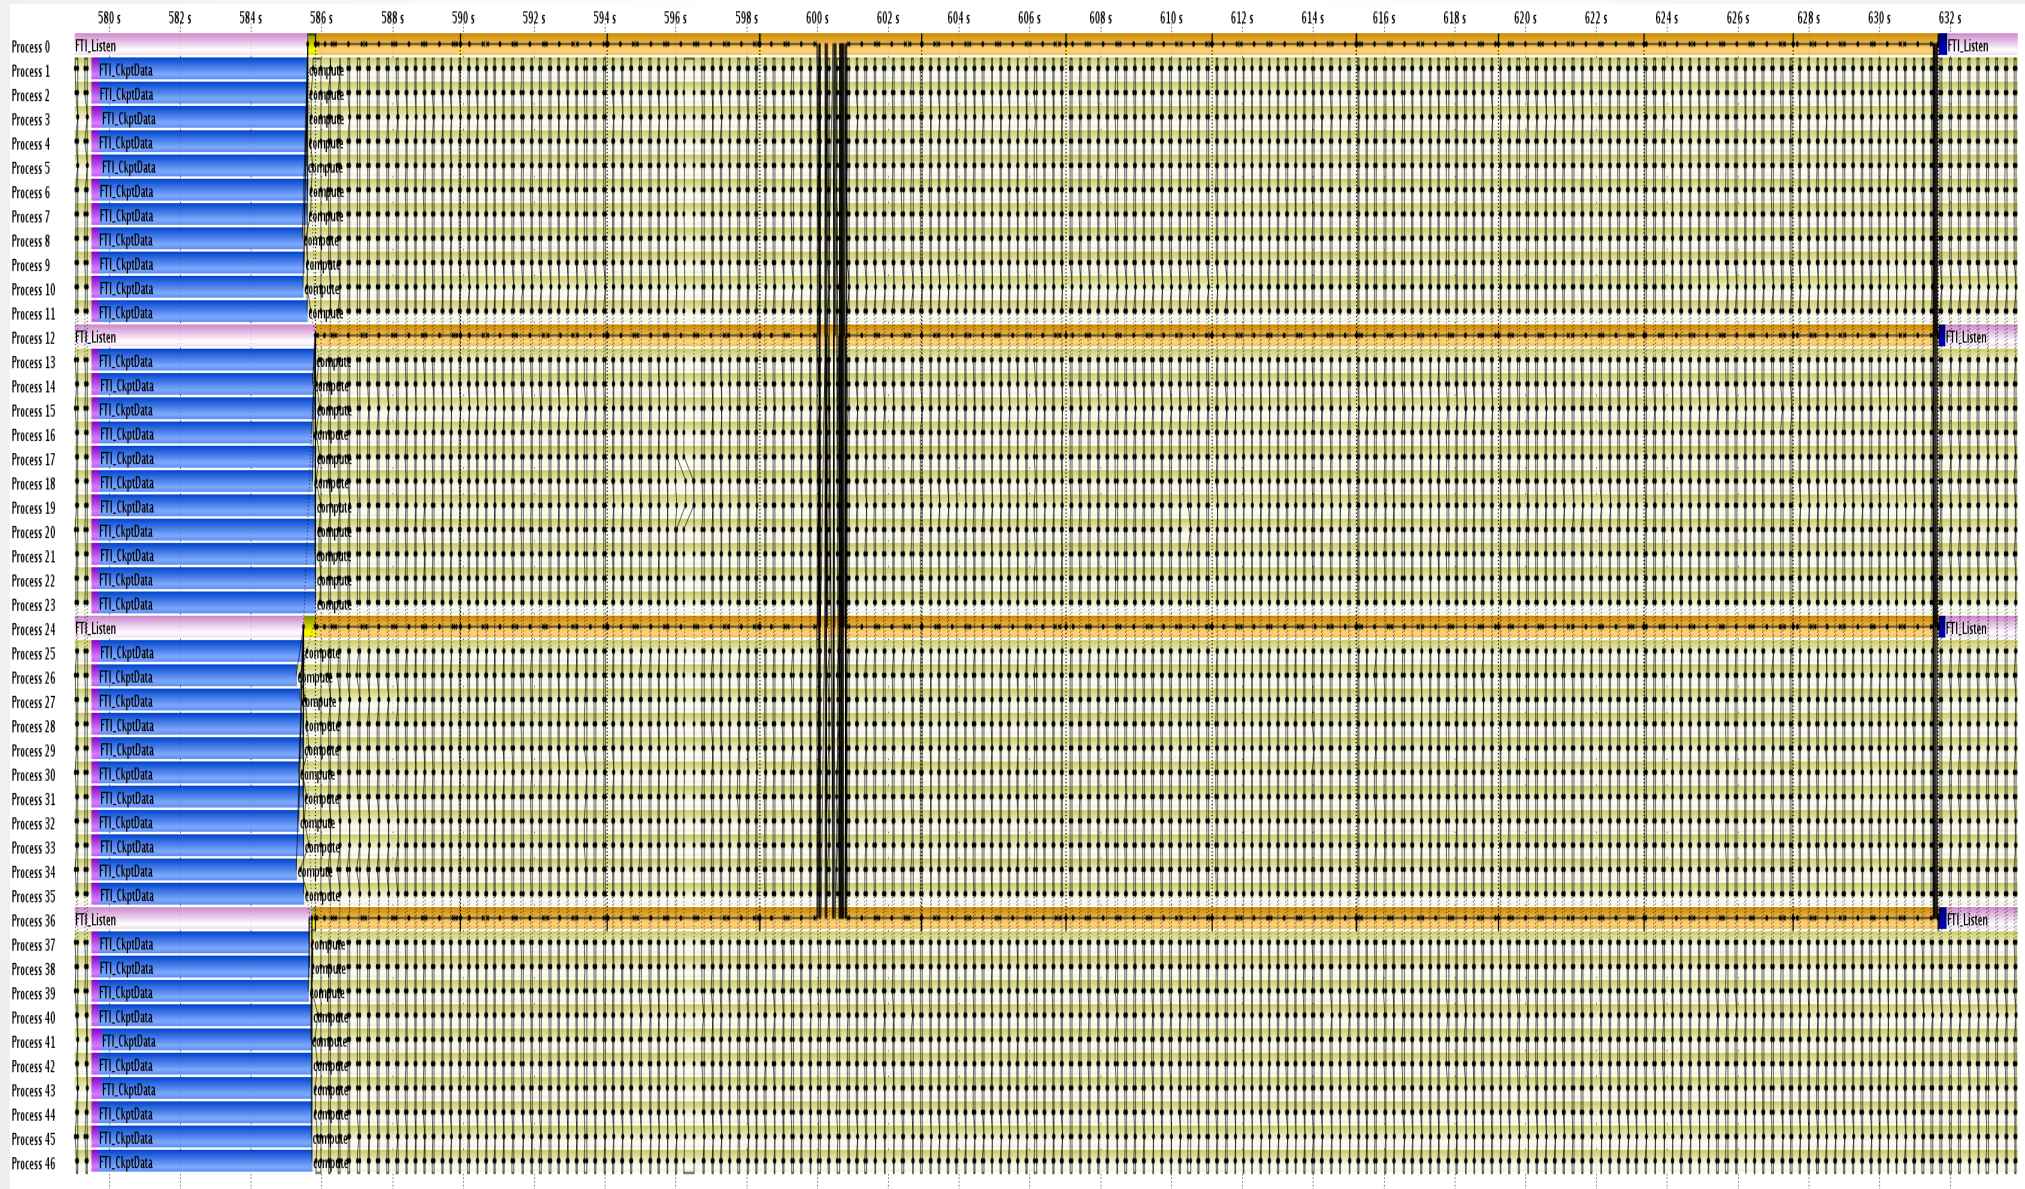 580 s 582 s 584 s 586 s 588 s 590 s 592 s 594 s 596 s 598 s 600 s 602 s 604 s 606 s 608 s 610 s 612 s 614 s 616 s 618 s 620 s 622 s 624 s 626 s 628 s 630 s 632 s
Process 0 FTI_Listen FTI_Listen
Process 1 FTI_CkptData compute
Process 2 FTI_CkptData compute
Process 3 FTI_CkptData compute
Process 4 FTI_CkptData compute
Process 5 FTI_CkptData compute
Process 6 FTI_CkptData compute
Process 7 FTI_CkptData compute
Process 8 FTI_CkptData compute
Process 9 FTI_CkptData compute
Process 10 FTI_CkptData compute
Process 11 FTI_CkptData compute
Process 12 FTI_Listen FTI_Listen
Process 13 FTI_CkptData compute
Process 14 FTI_CkptData compute
Process 15 FTI_CkptData compute
Process 16 FTI_CkptData compute
Process 17 FTI_CkptData compute
Process 18 FTI_CkptData compute
Process 19 FTI_CkptData compute
Process 20 FTI_CkptData compute
Process 21 FTI_CkptData compute
Process 22 FTI_CkptData compute
Process 23 FTI_CkptData compute
Process 24 FTI_Listen FTI_Listen
Process 25 FTI_CkptData compute
Process 26 FTI_CkptData compute
Process 27 FTI_CkptData compute
Process 28 FTI_CkptData compute
Process 29 FTI_CkptData compute
Process 30 FTI_CkptData compute
Process 31 FTI_CkptData compute
Process 32 FTI_CkptData compute
Process 33 FTI_CkptData compute
Process 34 FTI_CkptData compute
Process 35 FTI_CkptData compute
Process 36 FTI_Listen FTI_Listen
Process 37 FTI_CkptData compute
Process 38 FTI_CkptData compute
Process 39 FTI_CkptData compute
Process 40 FTI_CkptData compute
Process 41 FTI_CkptData compute
Process 42 FTI_CkptData compute
Process 43 FTI_CkptData compute
Process 44 FTI_CkptData compute
Process 45 FTI_CkptData compute
Process 46 FTI_CkptData compute